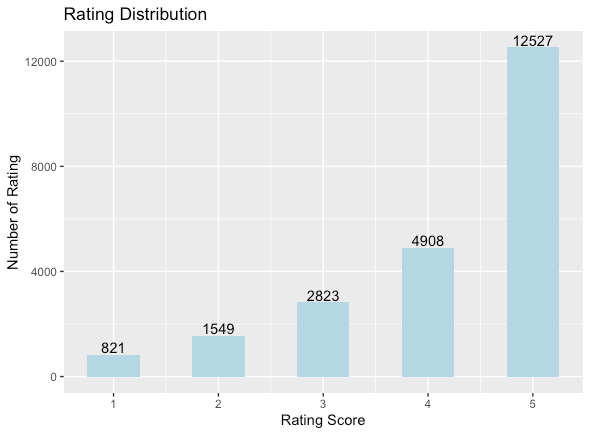 Rating Distribution
12527
12000
Number of Rating
8000
4908
4000
2823
1549
821
0
1 2 3 4 5
Rating Score